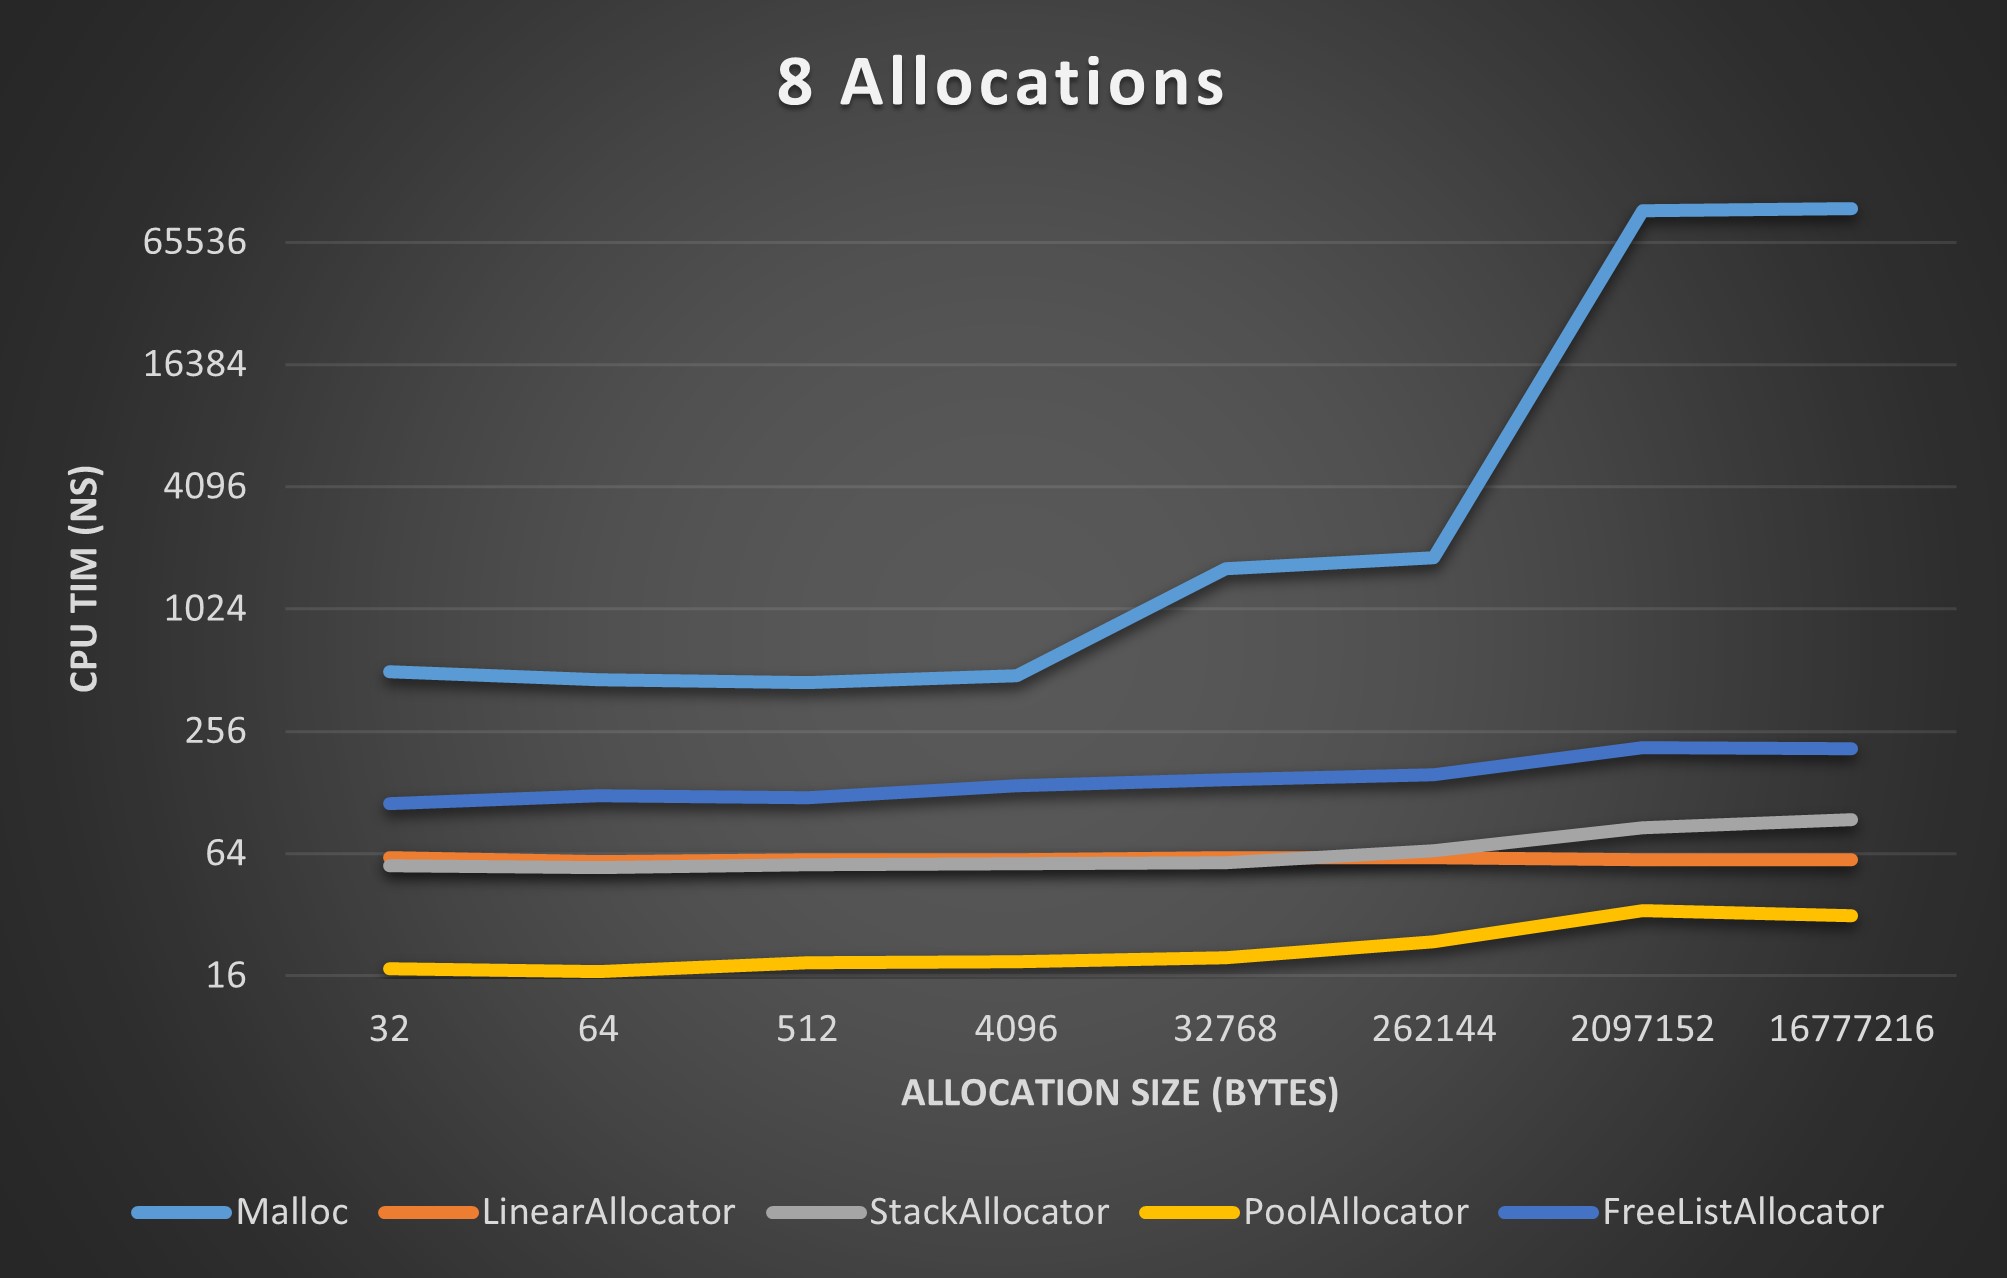 8 Allocations
65536
16384
4096
1024
256
64
16
CPU TIM (NS)
32 64 512 4096 32768 262144 2097152 16777216
ALLOCATION SIZE (BYTES)
Malloc LinearAllocator StackAllocator PoolAllocator FreeListAllocator